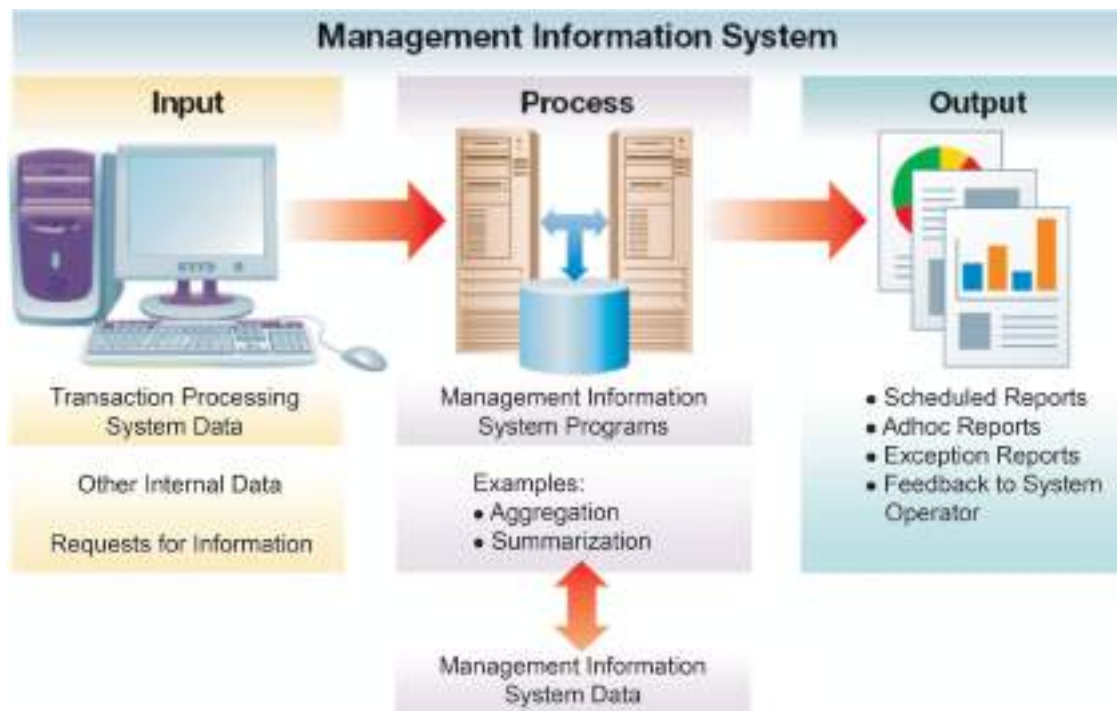 Management Information System
Input
Process
Output
Transaction Processing
System Data
Other Internal Data
Requests for Information
Management Information
System Programs
Examples:
• Aggregation
• Summarization
Management Information
System Data
• Scheduled Reports
• Adhoc Reports
• Exception Reports
• Feedback to System
Operator